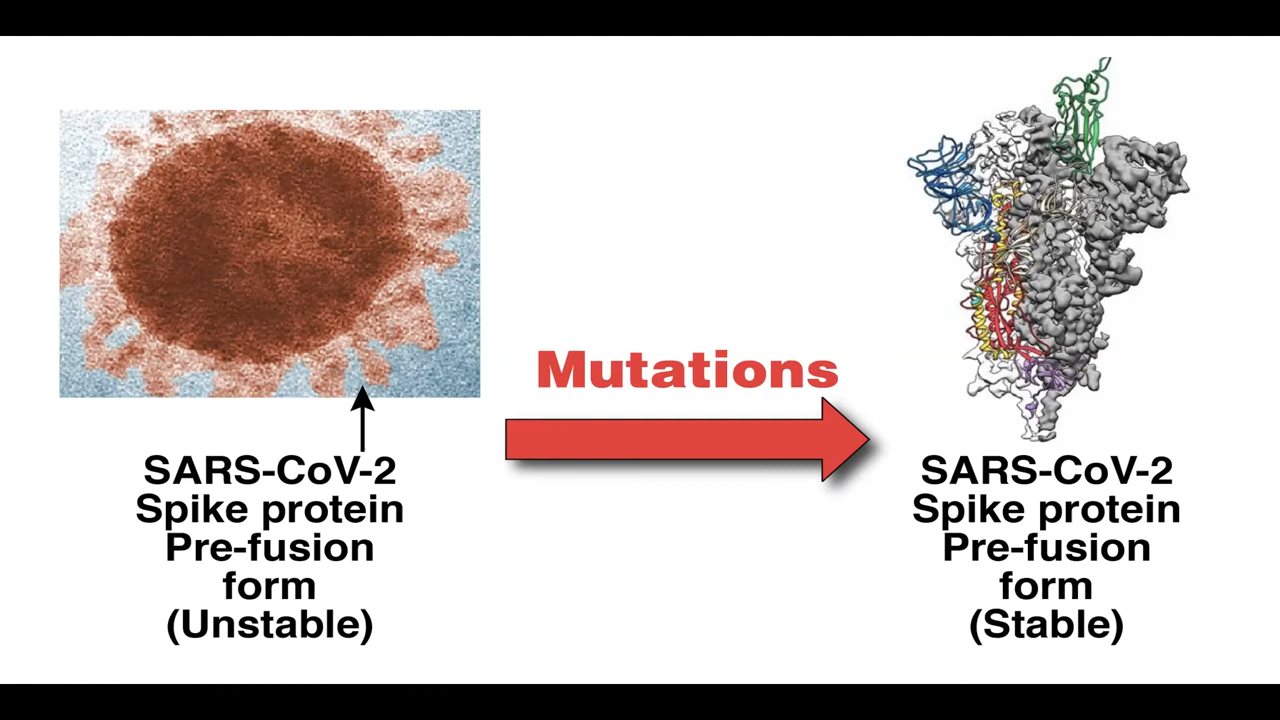 Mutations
SARS-CoV-2
Spike protein
Pre-fusion
form
(Unstable)
SARS-CoV-2
Spike protein
Pre-fusion
form
(Stable)